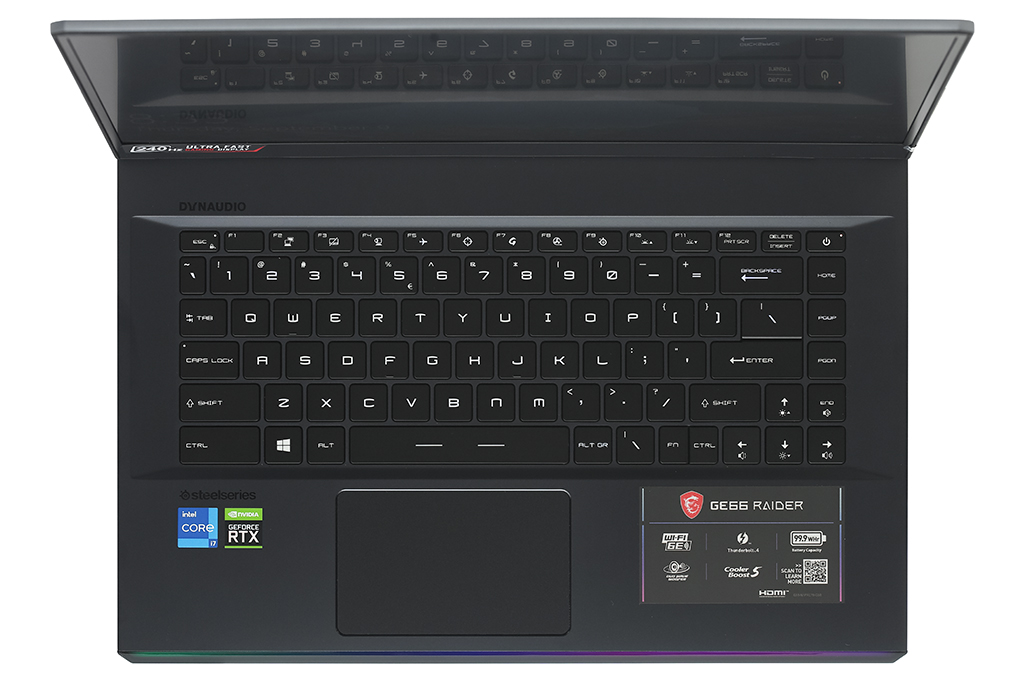 240Hz ULTRA FAST
DISPLAY
DYNAUDIO
ESC F1 F2 F3 F4 F5 F6 F7 F8 F9 F10 F11 F12 PRT SCR DELETE INSERT
~ ` ! 1 @ 2 # 3 $ 4 % 5 € ^ 6 & 7 * 8 ( 9 ) 0 _ - + = BACKSPACE HOME
TAB Q W E R T Y U I O P { [ } ] | \ PGUP
CAPS LOCK A S D F G H J K L : ; " ' ENTER PGDN
SHIFT Z X C V B N M < , > . ? / SHIFT END
CTRL ALT ALT GR | \ FN CTRL
steelseries
intel
CORE
i7
NVIDIA
GEFORCE
RTX
GE66 RAIDER
WI-FI
6E
Thunderbolt 4
99.9 WHr
Battery Capacity
Cooler
Boost 5
>>
SCAN TO
LEARN
MORE
HDMI